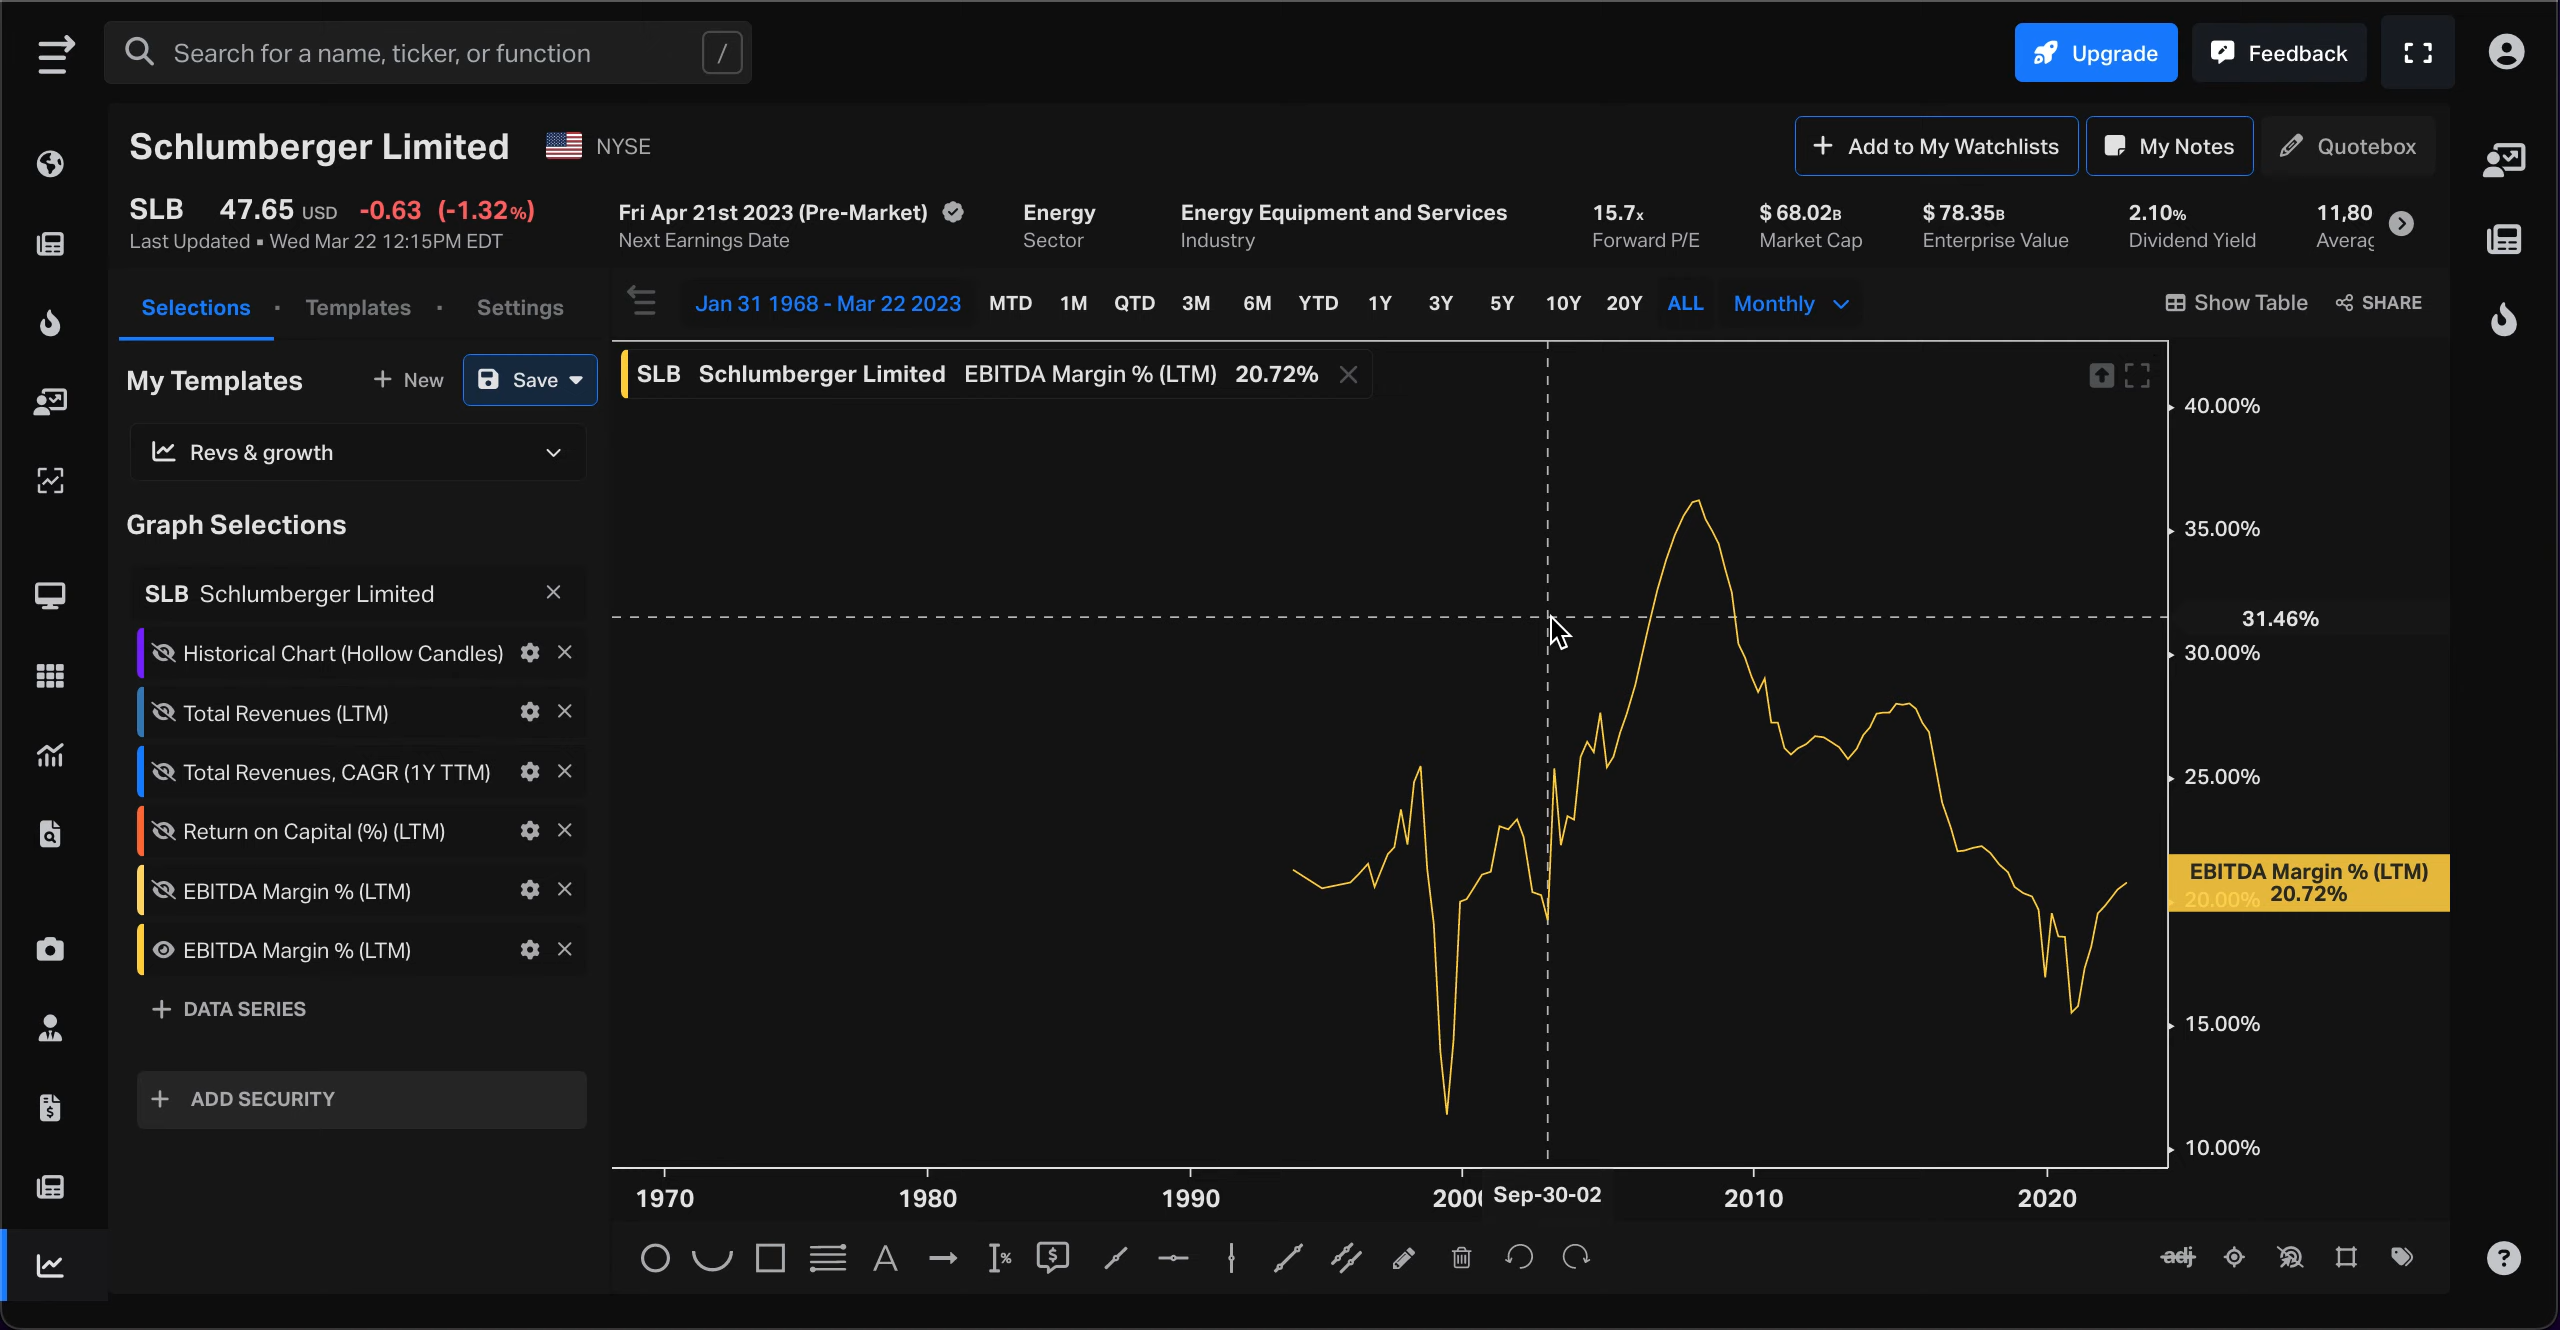 Search for a name, ticker, or function /
Upgrade
Feedback
Schlumberger Limited NYSE
+ Add to My Watchlists
My Notes
Quotebox
SLB 47.65 USD -0.63 (-1.32%)
Last Updated ▪ Wed Mar 22 12:15PM EDT
Fri Apr 21st 2023 (Pre-Market)
Next Earnings Date
Energy
Sector
Energy Equipment and Services
Industry
15.7x
Forward P/E
$68.02B
Market Cap
$78.35B
Enterprise Value
2.10%
Dividend Yield
11,80
Selections · Templates · Settings
Jan 31 1968 - Mar 22 2023 MTD 1M QTD 3M 6M YTD 1Y 3Y 5Y 10Y 20Y ALL Monthly
Show Table
SHARE
My Templates + New Save
Revs & growth
Graph Selections
SLB Schlumberger Limited
Historical Chart (Hollow Candles)
Total Revenues (LTM)
Total Revenues, CAGR (1Y TTM)
Return on Capital (%) (LTM)
EBITDA Margin % (LTM)
EBITDA Margin % (LTM)
+ DATA SERIES
+ ADD SECURITY
SLB Schlumberger Limited EBITDA Margin % (LTM) 20.72%
40.00%
35.00%
31.46%
30.00%
25.00%
EBITDA Margin % (LTM)
20.72%
20.00%
15.00%
10.00%
1970 1980 1990 200 Sep-30-02 2010 2020
A
%
$
adj
?